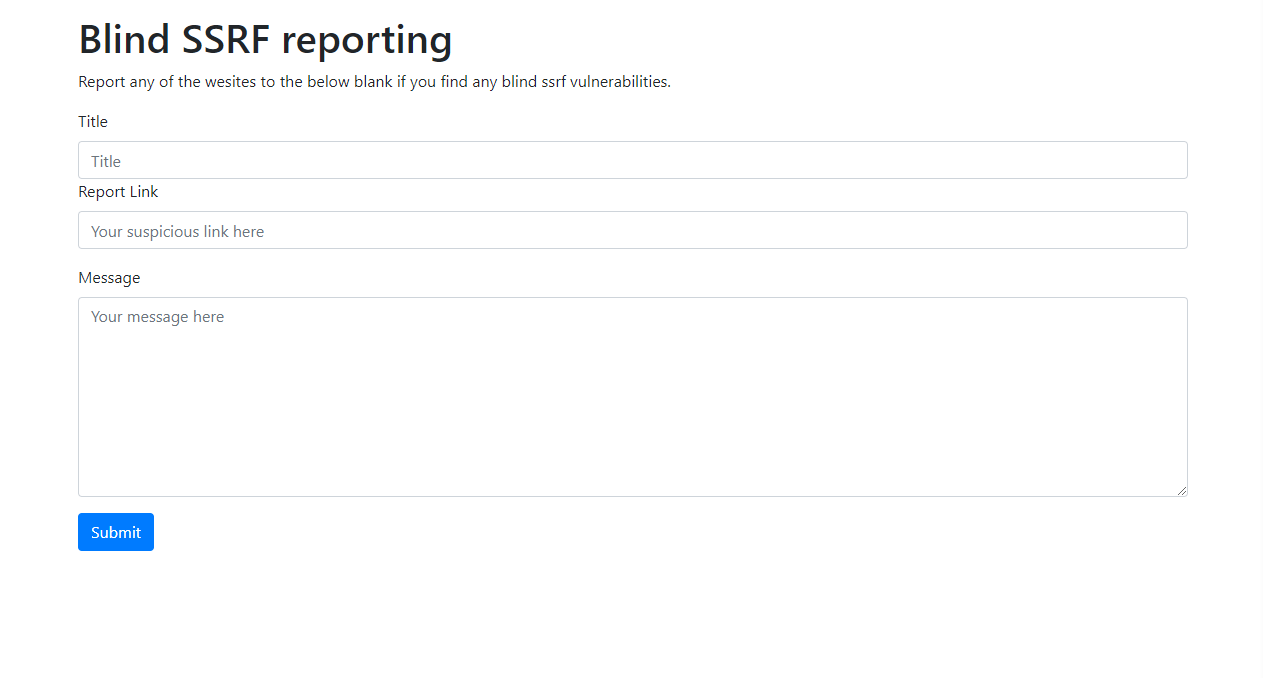 Blind SSRF reporting
Report any of the wesites to the below blank if you find any blind ssrf vulnerabilities.
Title
Title
Report Link
Your suspicious link here
Message
Your message here
Submit